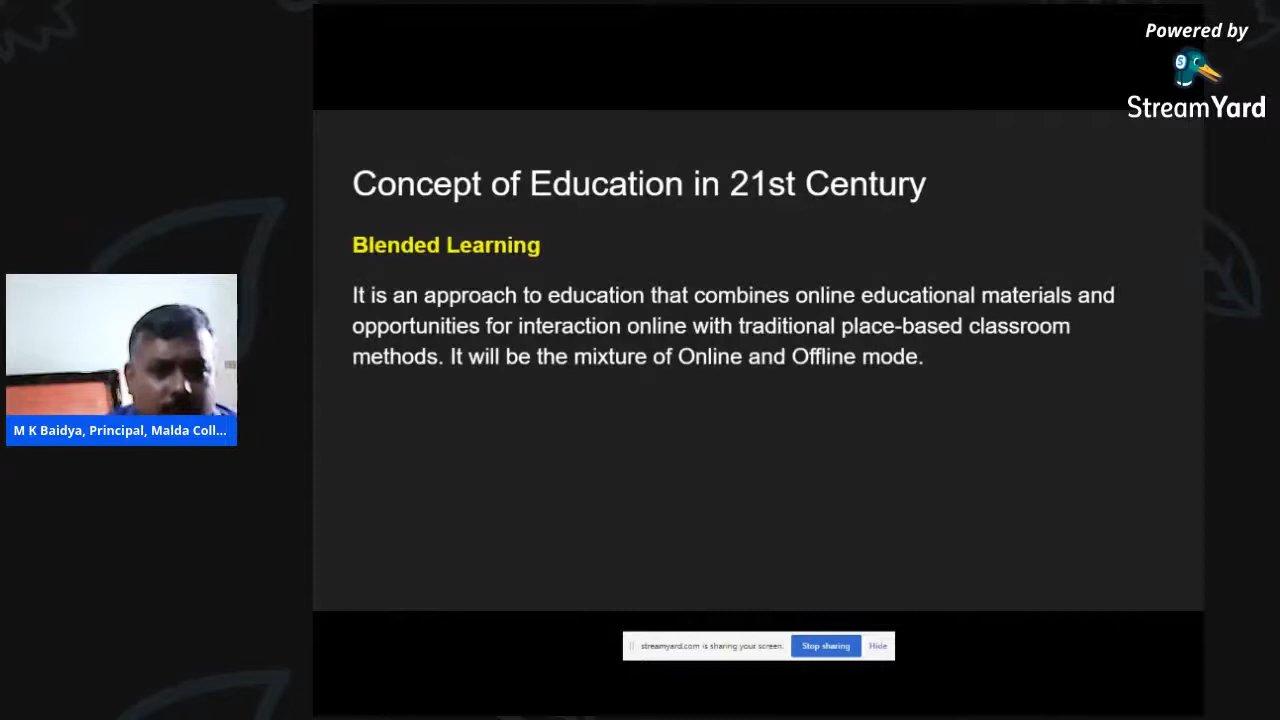 Powered by
StreamYard
Concept of Education in 21st Century
Blended Learning
It is an approach to education that combines online educational materials and
opportunities for interaction online with traditional place-based classroom
methods. It will be the mixture of Online and Offline mode.
M K Baidya, Principal, Malda Coll...
streamyard.com is sharing your screen. Stop sharing Hide